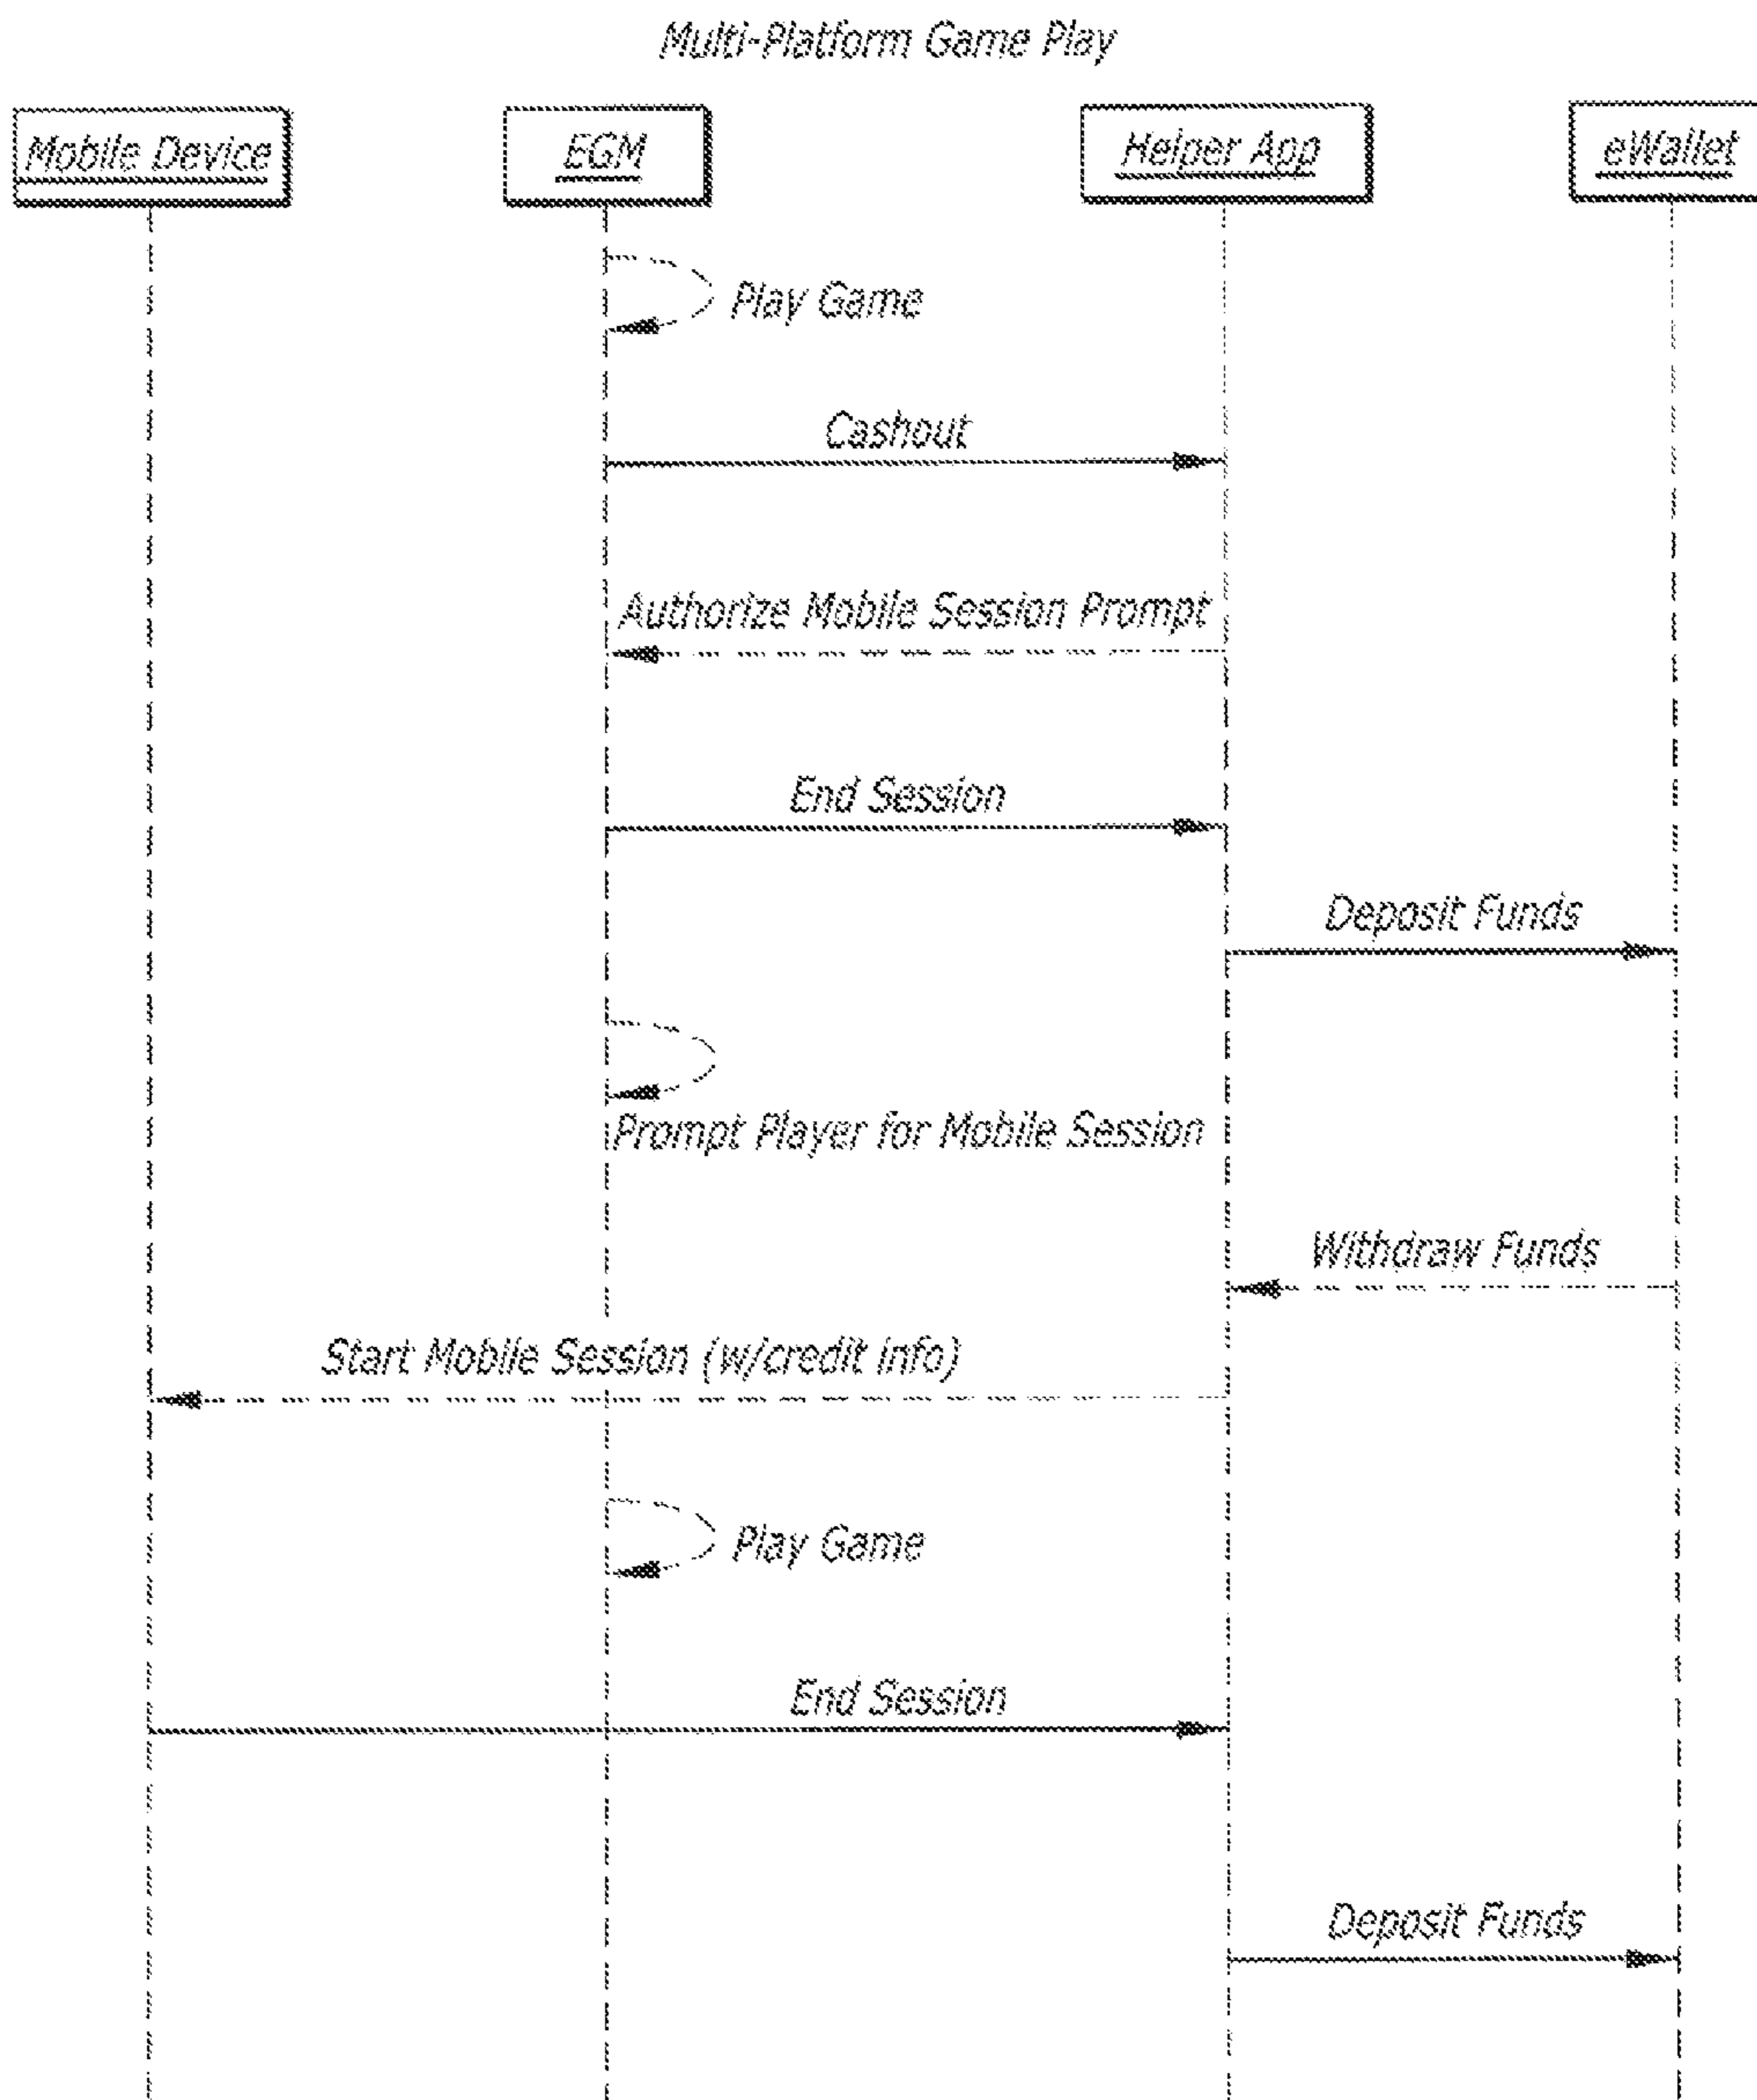 Multi-Platform Game Play
Mobile Device
EGM
Helper App
eWallet
Play Game
Cashout
Authorize Mobile Session Prompt
End Session
Deposit Funds
Prompt Player for Mobile Session
Withdraw Funds
Start Mobile Session (w/credit info)
Play Game
End Session
Deposit Funds